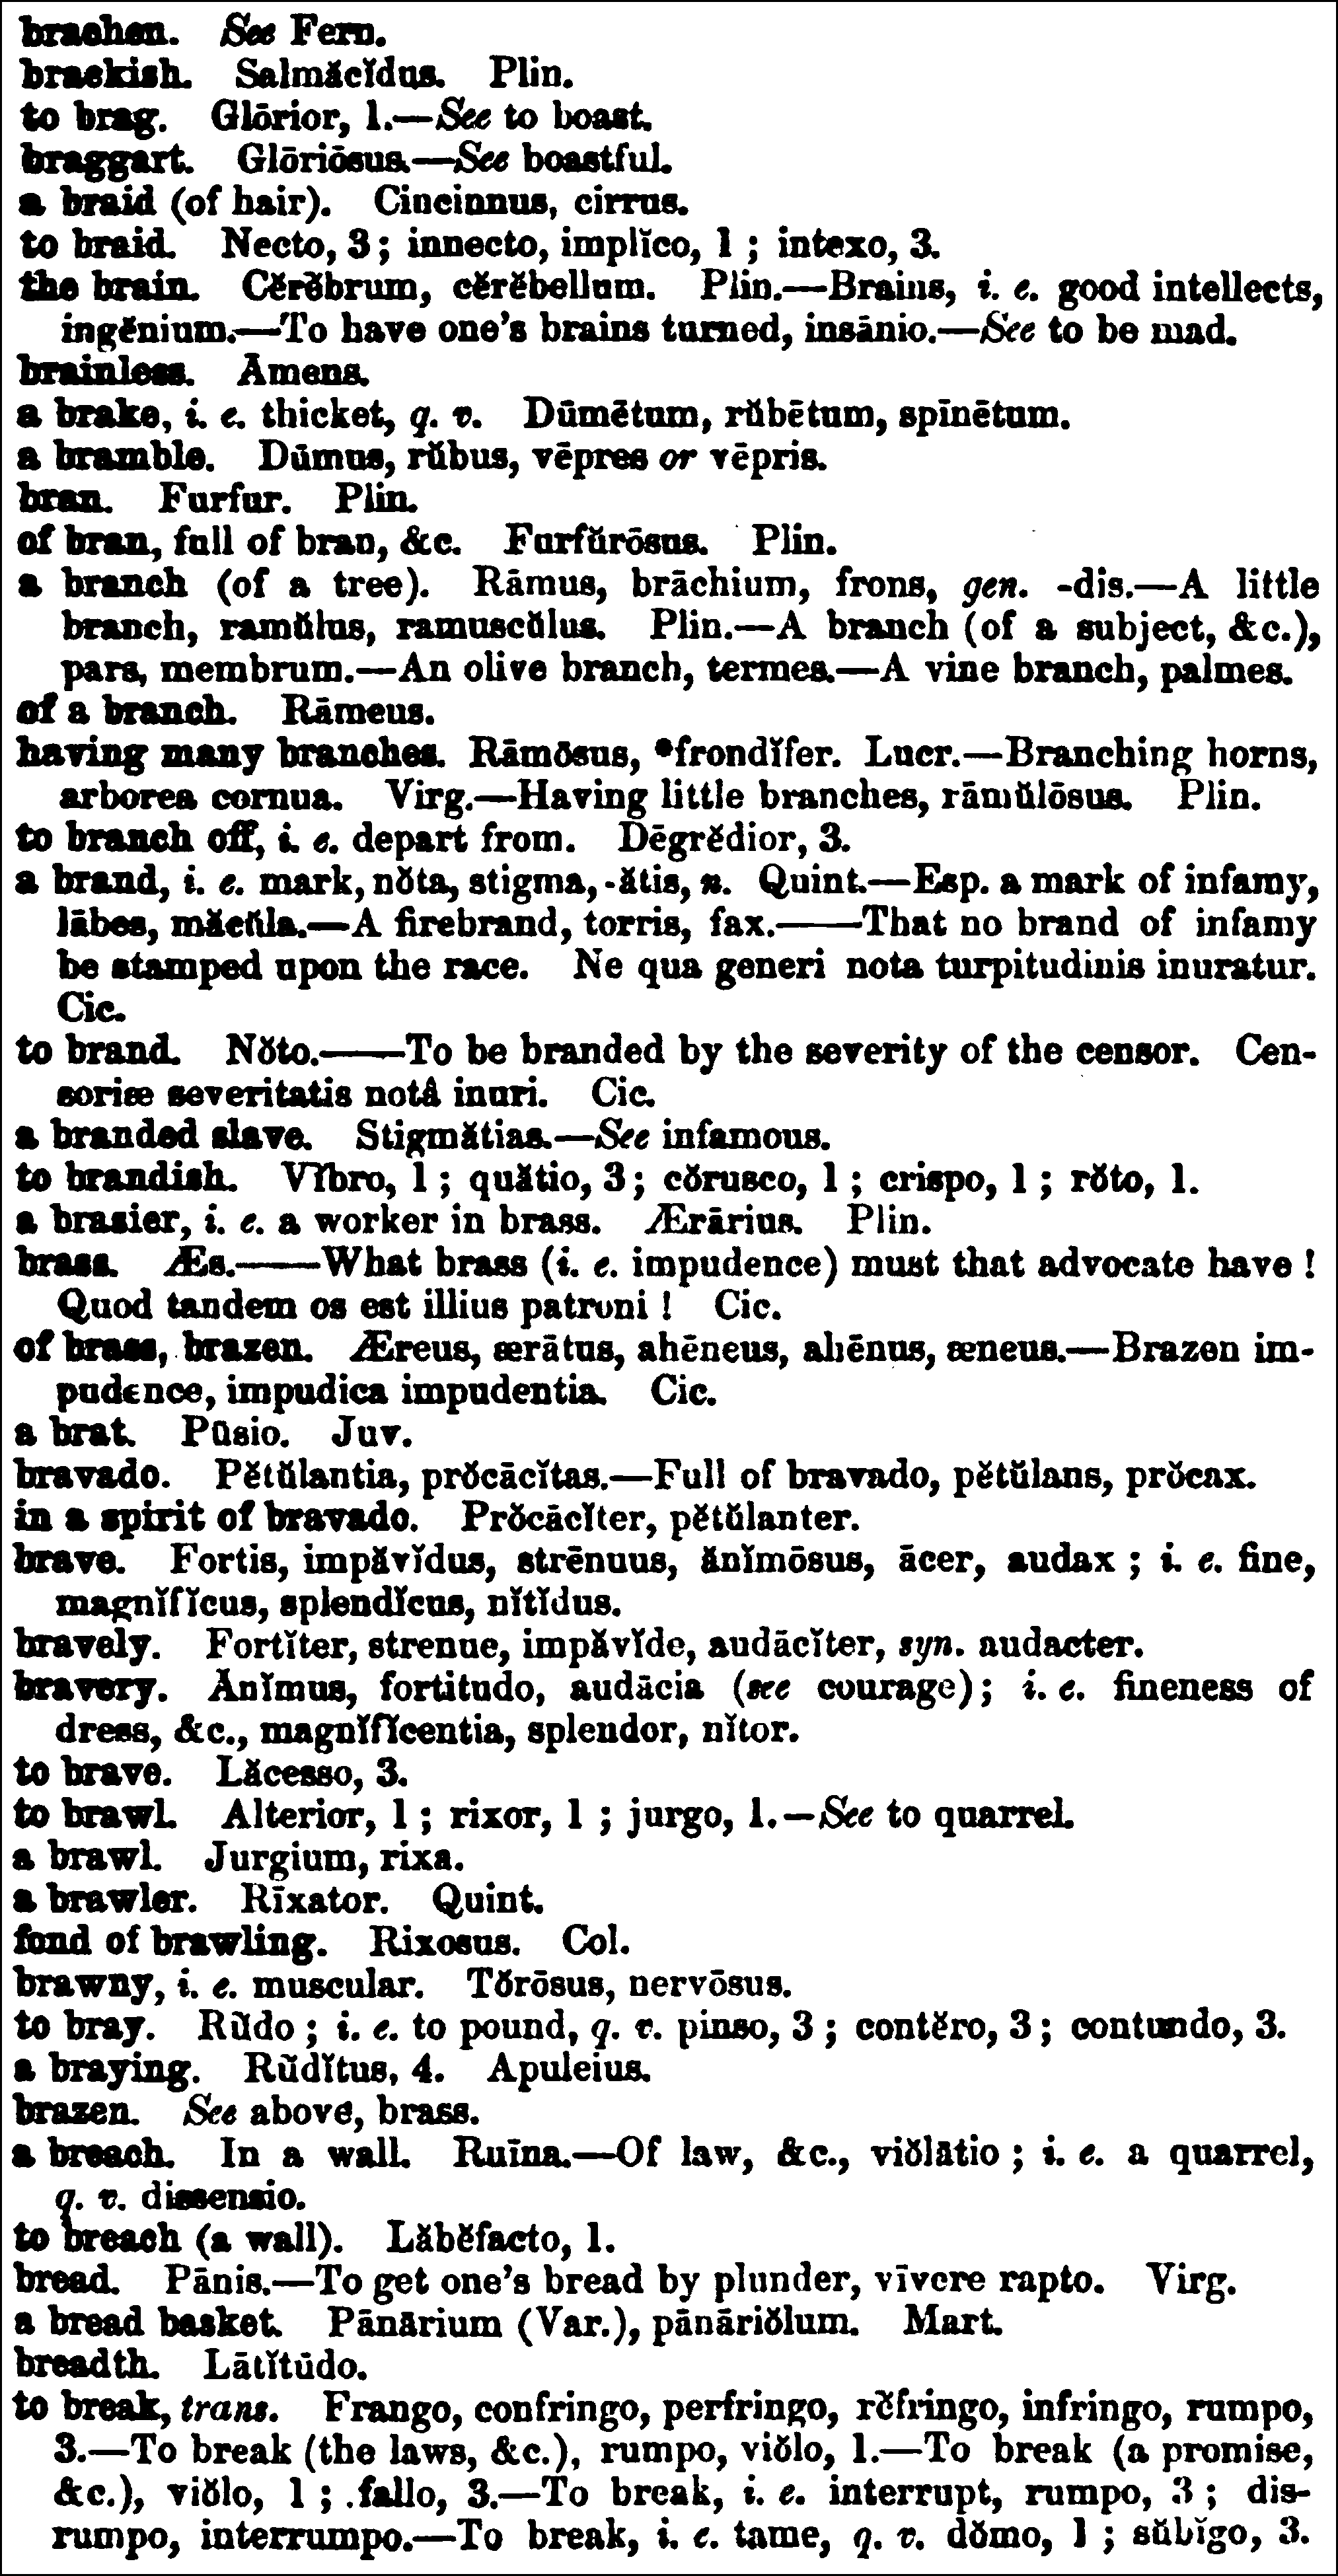 brachen. See Fern.
brackish. Salmăcĭdus. Plin.
to brag. Glōrior, 1.—See to boast.
braggart. Glōriōsus.—See boastful.
a braid (of hair). Cincinnus, cirrus.
to braid. Necto, 3; innecto, implĭco, 1; intexo, 3.
the brain. Cĕrĕbrum, cĕrĕbellum. Plin.—Brains, i. e. good intellects,
ingĕnium.—To have one's brains turned, insānio.—See to be mad.
brainless. Amens.
a brake, i. e. thicket, q. v. Dūmētum, rŭbētum, spīnētum.
a bramble. Dūmus, rŭbus, vēpres or vēpris.
bran. Furfur. Plin.
of bran, full of bran, &c. Furfŭrōsus. Plin.
a branch (of a tree). Rāmus, brāchium, frons, gen. -dis.—A little
branch, ramŭlus, ramuscŭlus. Plin.—A branch (of a subject, &c.),
pars, membrum.—An olive branch, termes.—A vine branch, palmes.
of a branch. Rāmeus.
having many branches. Rāmōsus, *frondĭfer. Lucr.—Branching horns,
arborea cornua. Virg.—Having little branches, rāmŭlōsus. Plin.
to branch off, i. e. depart from. Dēgrĕdior, 3.
a brand, i. e. mark, nŏta, stigma, -ătis, n. Quint.—Esp. a mark of infamy,
lābes, măcŭla.—A firebrand, torris, fax.——That no brand of infamy
be stamped upon the race. Ne qua generi nota turpitudinis inuratur.
Cic.
to brand. Nŏto.——To be branded by the severity of the censor. Cen-
soriæ severitatis notâ inuri. Cic.
a branded slave. Stigmătias.—See infamous.
to brandish. Vĭbro, 1; quătio, 3; cŏrusco, 1; crispo, 1; rŏto, 1.
a brasier, i. e. a worker in brass. Ærārius. Plin.
brass. Æs.——What brass (i. e. impudence) must that advocate have!
Quod tandem os est illius patroni! Cic.
of brass, brazen. Æreus, ærātus, ahēneus, ahēnus, æneus.—Brazen im-
pudence, impudica impudentia. Cic.
a brat. Pūsio. Juv.
bravado. Pĕtŭlantia, prŏcācĭtas.—Full of bravado, pĕtŭlans, prŏcax.
in a spirit of bravado. Prŏcācĭter, pĕtŭlanter.
brave. Fortis, impăvĭdus, strēnuus, ănĭmōsus, ācer, audax; i. e. fine,
magnĭfĭcus, splendĭcus, nĭtĭdus.
bravely. Fortĭter, strenue, impăvĭde, audācĭter, syn. audacter.
bravery. Ănĭmus, fortitudo, audācia (see courage); i. e. fineness of
dress, &c., magnĭfĭcentia, splendor, nĭtor.
to brave. Lăcesso, 3.
to brawl. Alterior, 1; rixor, 1; jurgo, 1.—See to quarrel.
a brawl. Jurgium, rixa.
a brawler. Rīxator. Quint.
fond of brawling. Rixosus. Col.
brawny, i. e. muscular. Tŏrōsus, nervōsus.
to bray. Rŭdo; i. e. to pound, q. v. pinso, 3; contĕro, 3; contundo, 3.
a braying. Rŭdĭtus, 4. Apuleius.
brazen. See above, brass.
a breach. In a wall. Ruīna.—Of law, &c., viŏlātio; i. e. a quarrel,
q. v. dissensio.
to breach (a wall). Lăbĕfacto, 1.
bread. Pānis.—To get one's bread by plunder, vīvere rapto. Virg.
a bread basket. Pānārium (Var.), pānāriŏlum. Mart.
breadth. Lātĭtūdo.
to break, trans. Frango, confringo, perfringo, rĕfringo, infringo, rumpo,
3.—To break (the laws, &c.), rumpo, viŏlo, 1.—To break (a promise,
&c.), viŏlo, 1; fallo, 3.—To break, i. e. interrupt, rumpo, 3; dis-
rumpo, interrumpo.—To break, i. e. tame, q. v. dŏmo, 1; sŭbĭgo, 3.